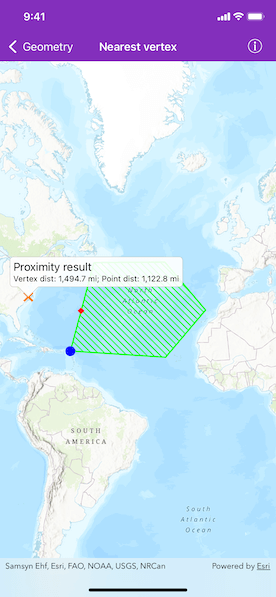 9:41
Geometry
Nearest vertex
Proximity result
Vertex dist: 1,494.7 mi; Point dist: 1,122.8 mi
North
Atlantic
Ocean
SOUTH
AMERICA
South
Atlantic
Ocean
Samsyn Ehf, Esri, FAO, NOAA, USGS, NRCan
Powered by Esri